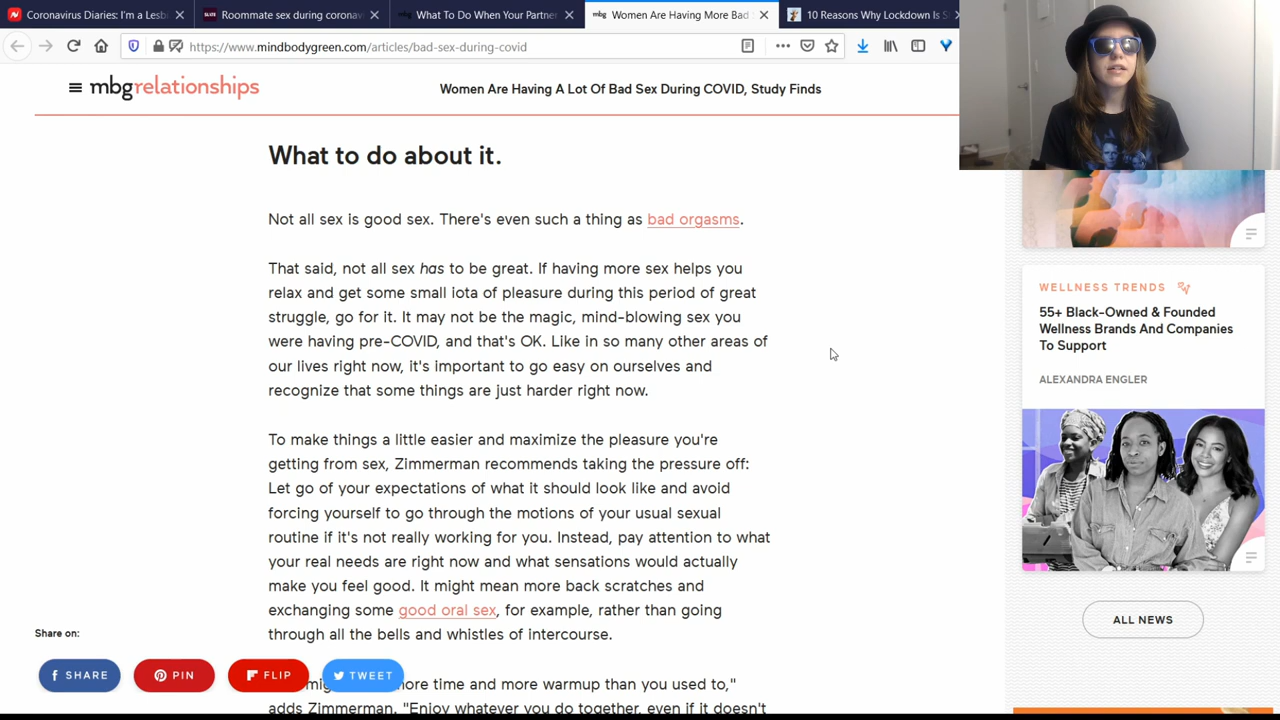 Coronavirus Diaries: I'm a Lesbi
SLATE
Roommate sex during coronav
mbg
What To Do When Your Partner
mbg
Women Are Having More Bad
10 Reasons Why Lockdown Is S
https://www.mindbodygreen.com/articles/bad-sex-during-covid
mbgrelationships
Women Are Having A Lot Of Bad Sex During COVID, Study Finds
What to do about it.
Not all sex is good sex. There's even such a thing as bad orgasms.
That said, not all sex has to be great. If having more sex helps you
relax and get some small iota of pleasure during this period of great
struggle, go for it. It may not be the magic, mind-blowing sex you
were having pre-COVID, and that's OK. Like in so many other areas of
our lives right now, it's important to go easy on ourselves and
recognize that some things are just harder right now.
To make things a little easier and maximize the pleasure you're
getting from sex, Zimmerman recommends taking the pressure off:
Let go of your expectations of what it should look like and avoid
forcing yourself to go through the motions of your usual sexual
routine if it's not really working for you. Instead, pay attention to what
your real needs are right now and what sensations would actually
make you feel good. It might mean more back scratches and
exchanging some good oral sex, for example, rather than going
through all the bells and whistles of intercourse.
more time and more warmup than you used to,"
adds Zimmerman. "Enjoy whatever you do together, even if it doesn't
Share on:
SHARE
PIN
FLIP
TWEET
WELLNESS TRENDS
55+ Black-Owned & Founded
Wellness Brands And Companies
To Support
ALEXANDRA ENGLER
ALL NEWS